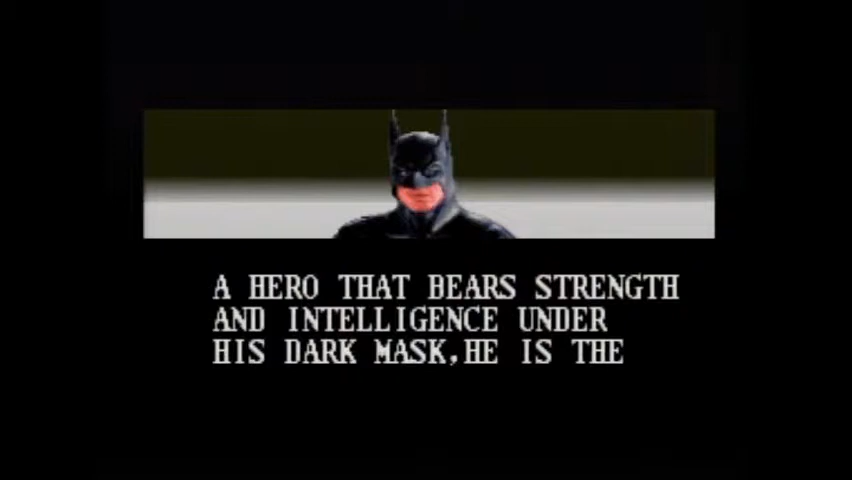 A HERO THAT BEARS STRENGTH
AND INTELLIGENCE UNDER
HIS DARK MASK,HE IS THE